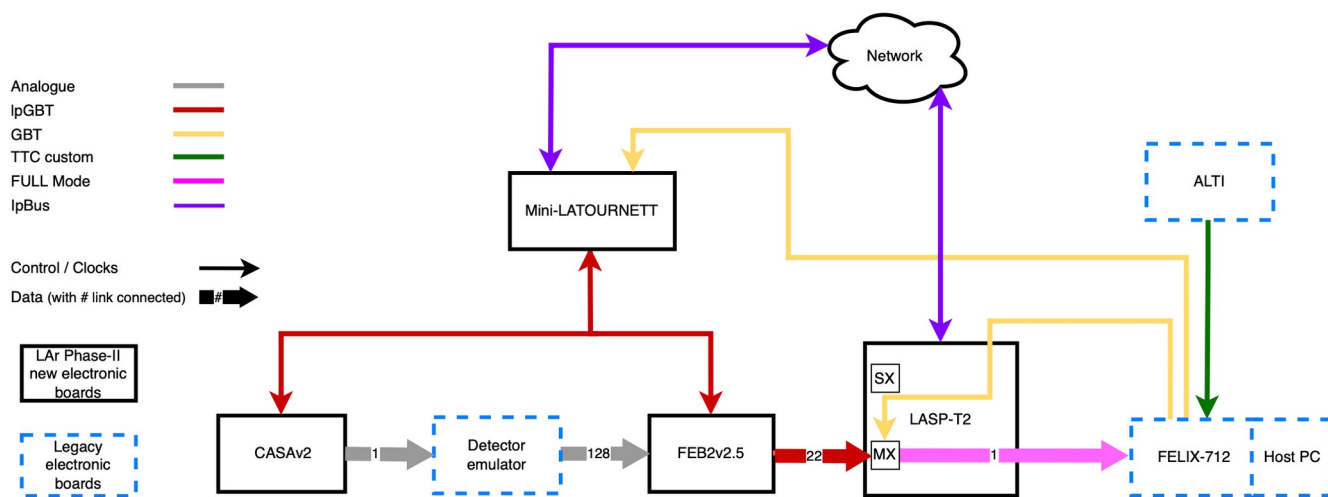 Network
Analogue
lpGBT
GBT
TTC custom
FULL Mode
IpBus
ALTI
Mini-LATOURNETT
Control / Clocks
Data (with # link connected)
#
LAr Phase-II
new electronic
boards
Legacy
electronic
boards
CASAv2
1
Detector
emulator
128
FEB2v2.5
22
SX
LASP-T2
MX
1
FELIX-712
Host PC